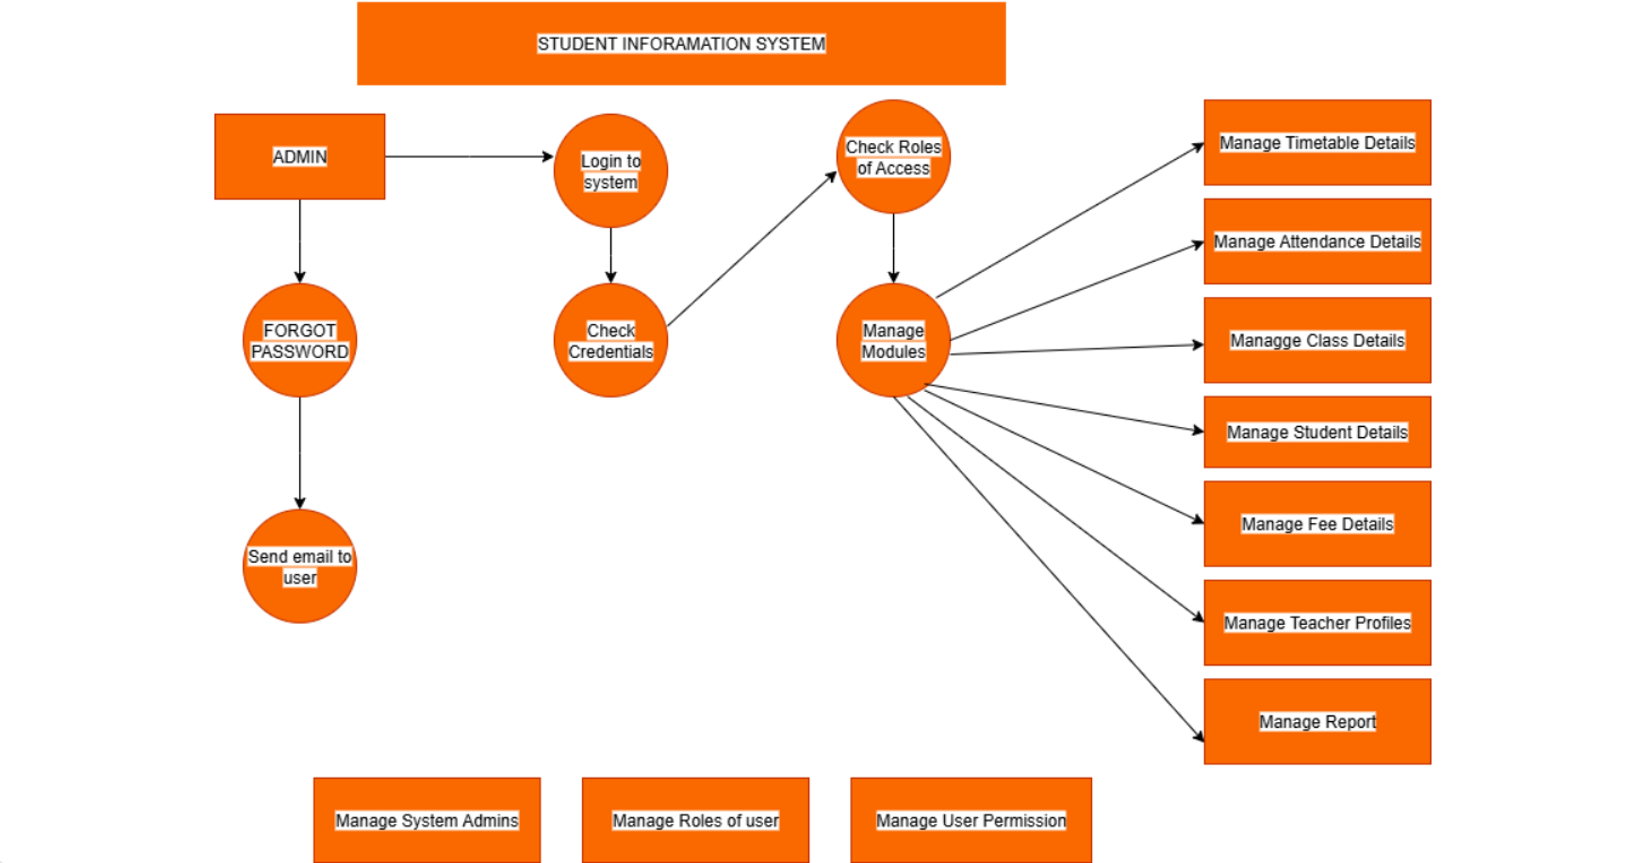 STUDENT INFORAMATION SYSTEM
ADMIN
Login to
system
Check Roles
of Access
Manage Timetable Details
Manage Attendance Details
FORGOT
PASSWORD
Check
Credentials
Manage
Modules
Managge Class Details
Manage Student Details
Manage Fee Details
Send email to
user
Manage Teacher Profiles
Manage Report
Manage System Admins
Manage Roles of user
Manage User Permission